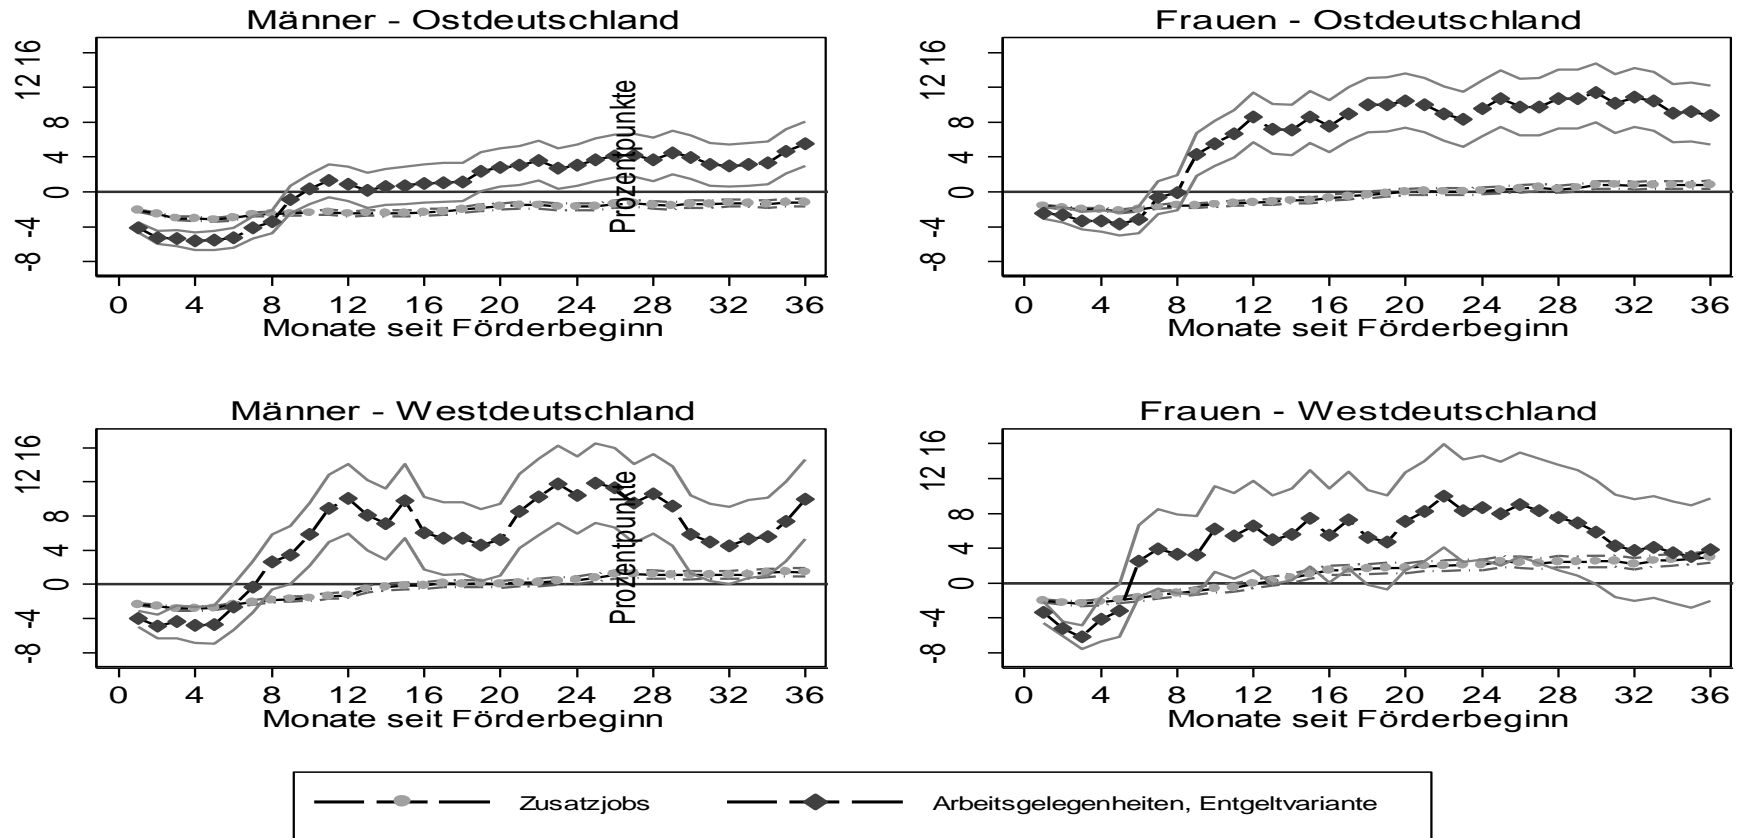 Männer - Ostdeutschland
Prozentpunkte
16
12
8
4
0
-4
-8
0 4 8 12 16 20 24 28 32 36
Monate seit Förderbeginn
Frauen - Ostdeutschland
16
12
8
4
0
-4
-8
0 4 8 12 16 20 24 28 32 36
Monate seit Förderbeginn
Männer - Westdeutschland
Prozentpunkte
16
12
8
4
0
-4
-8
0 4 8 12 16 20 24 28 32 36
Monate seit Förderbeginn
Frauen - Westdeutschland
16
12
8
4
0
-4
-8
0 4 8 12 16 20 24 28 32 36
Monate seit Förderbeginn
Zusatzjobs
Arbeitsgelegenheiten, Entgeltvariante